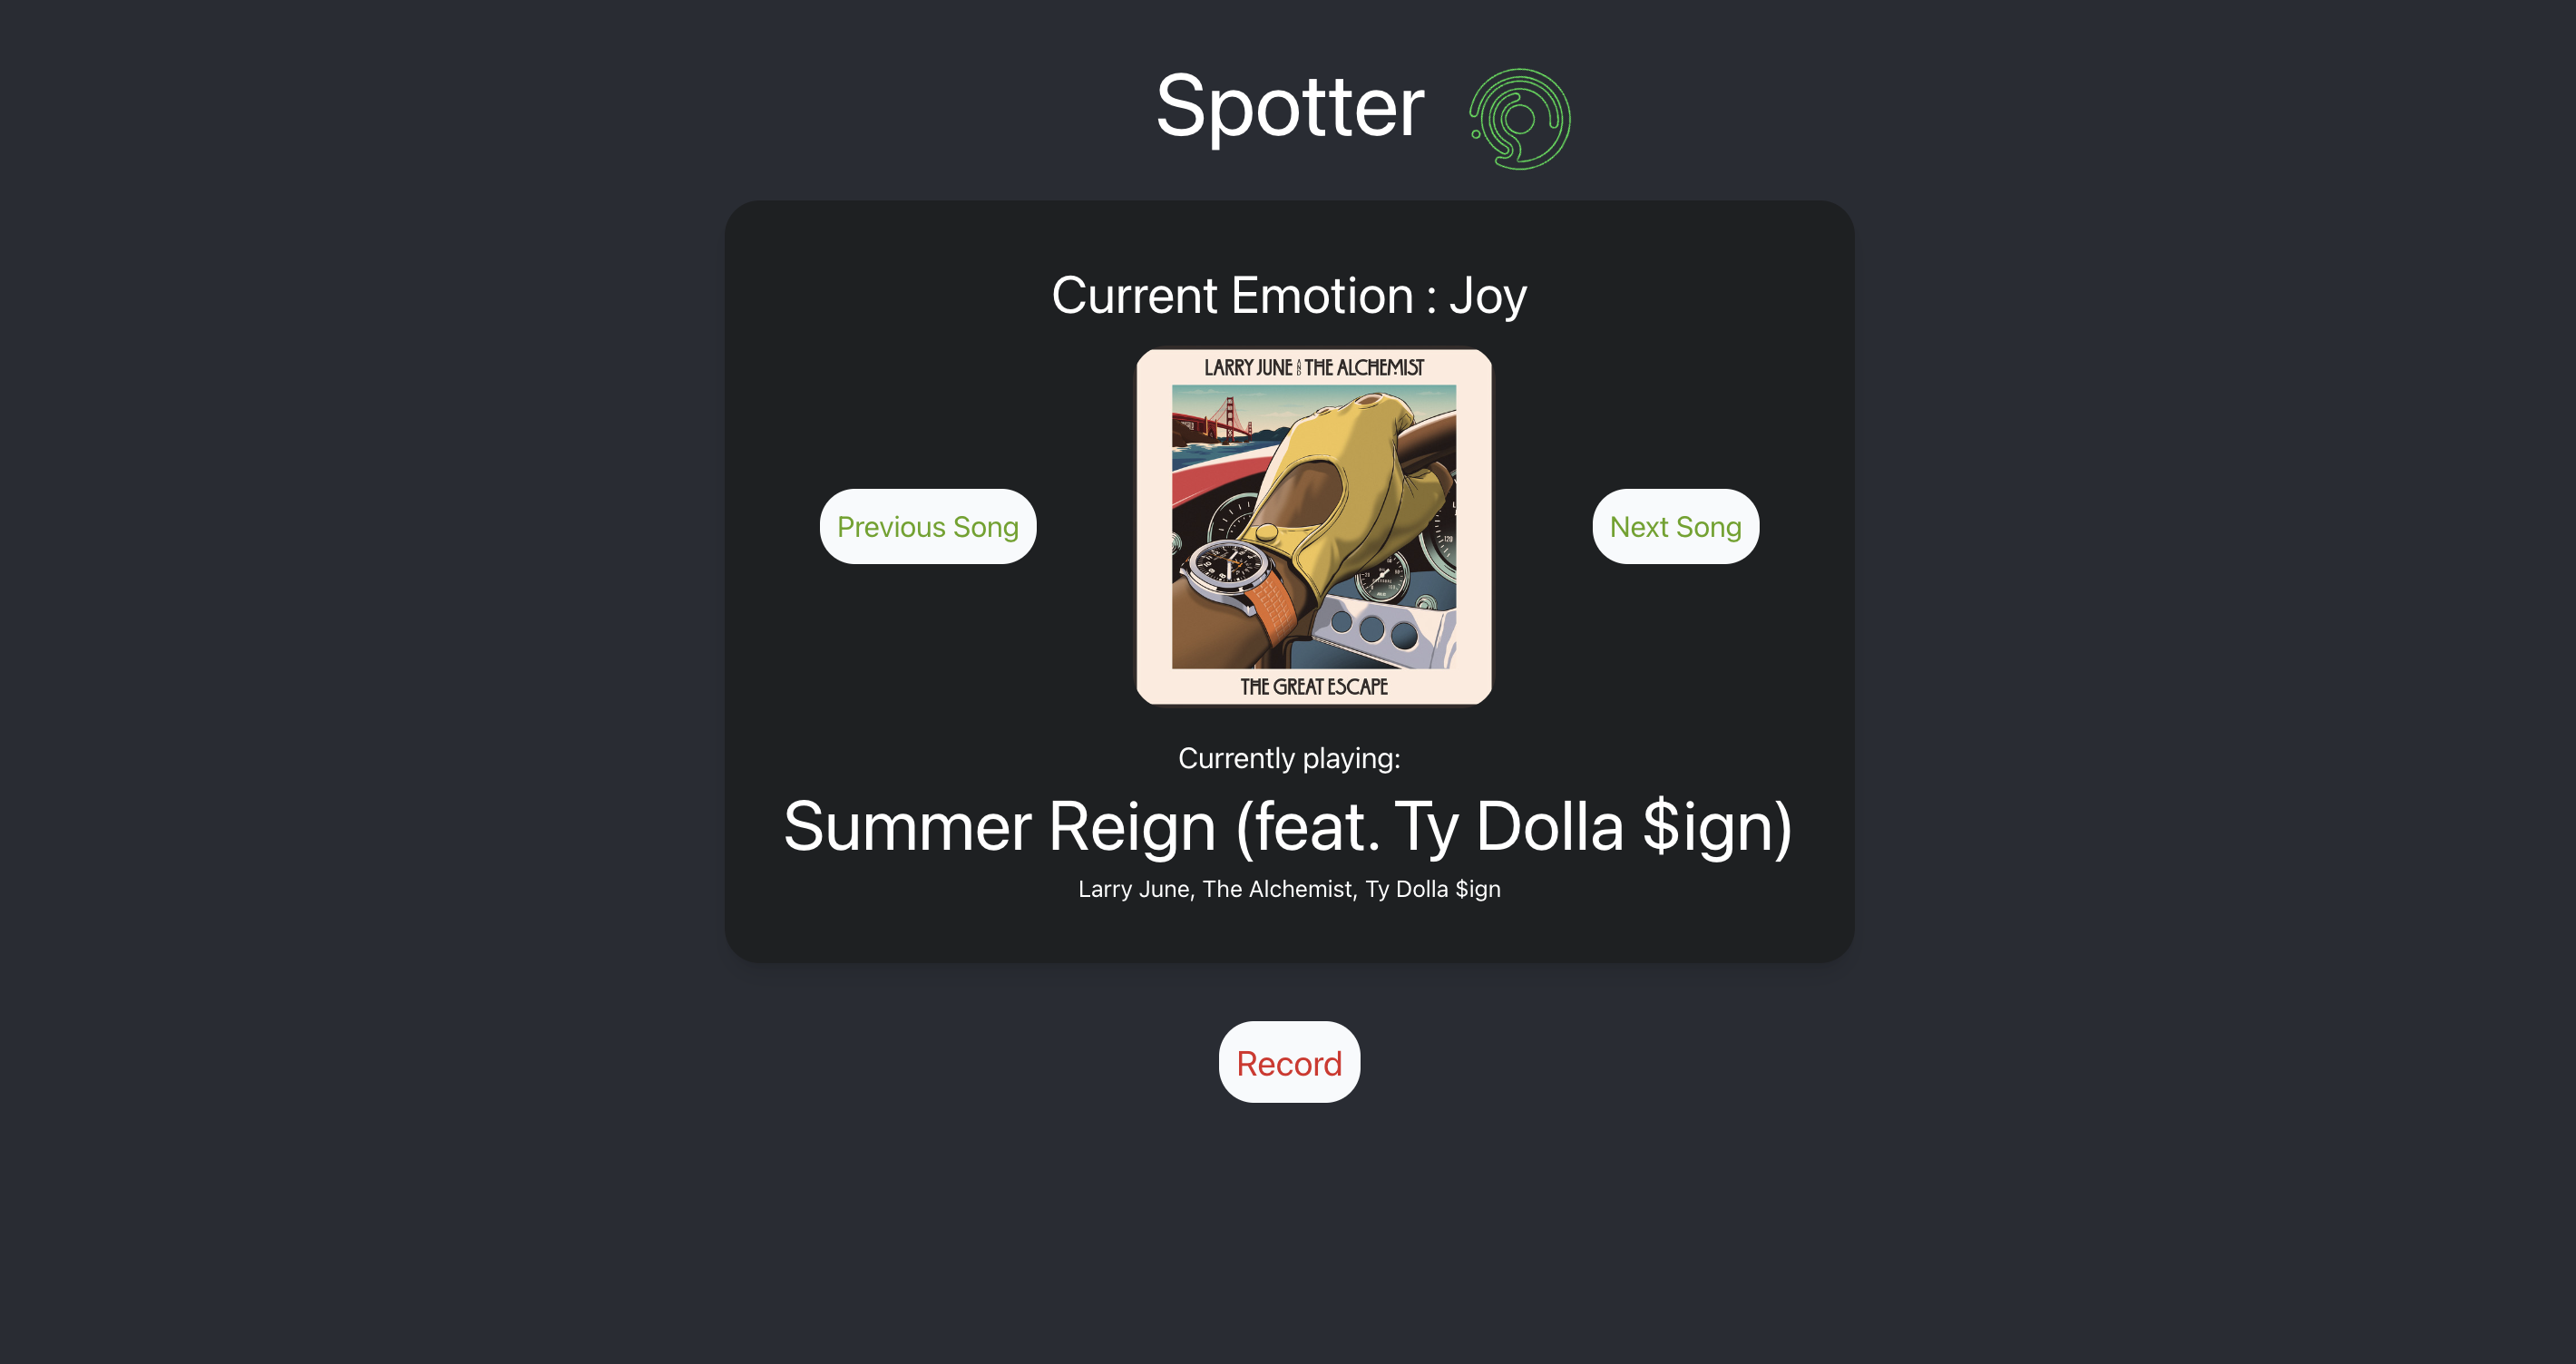 Spotter
Current Emotion : Joy
LARRY JUNE AND THE ALCHEMIST
THE GREAT ESCAPE
Previous Song
Next Song
Currently playing:
Summer Reign (feat. Ty Dolla $ign)
Larry June, The Alchemist, Ty Dolla $ign
Record